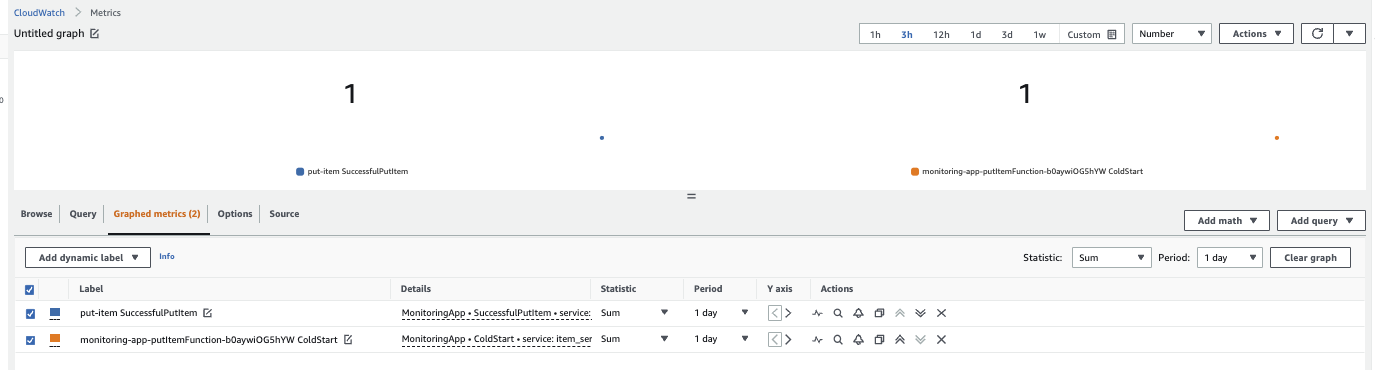 CloudWatch > Metrics
Untitled graph
1h 3h 12h 1d 3d 1w Custom Number Actions
0
1 1
put-item SuccessfulPutItem monitoring-app-putItemFunction-b0aywiOG5hYW ColdStart
Browse Query Graphed metrics (2) Options Source Add math Add query
Add dynamic label Info Statistic: Sum Period: 1 day Clear graph
Label Details Statistic Period Y axis Actions
put-item SuccessfulPutItem MonitoringApp • SuccessfulPutItem • service: Sum 1 day
monitoring-app-putItemFunction-b0aywiOG5hYW ColdStart MonitoringApp • ColdStart • service: item_ser Sum 1 day